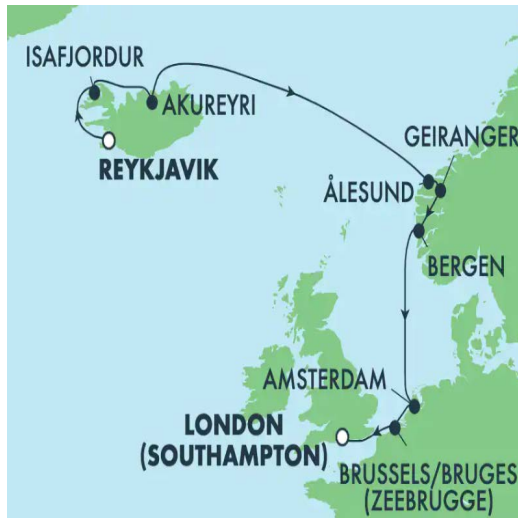 ISAFJORDUR
AKUREYRI
REYKJAVIK
GEIRANGER
ÅLESUND
BERGEN
AMSTERDAM
LONDON
(SOUTHAMPTON)
BRUSSELS/BRUGES
(ZEEBRUGGE)